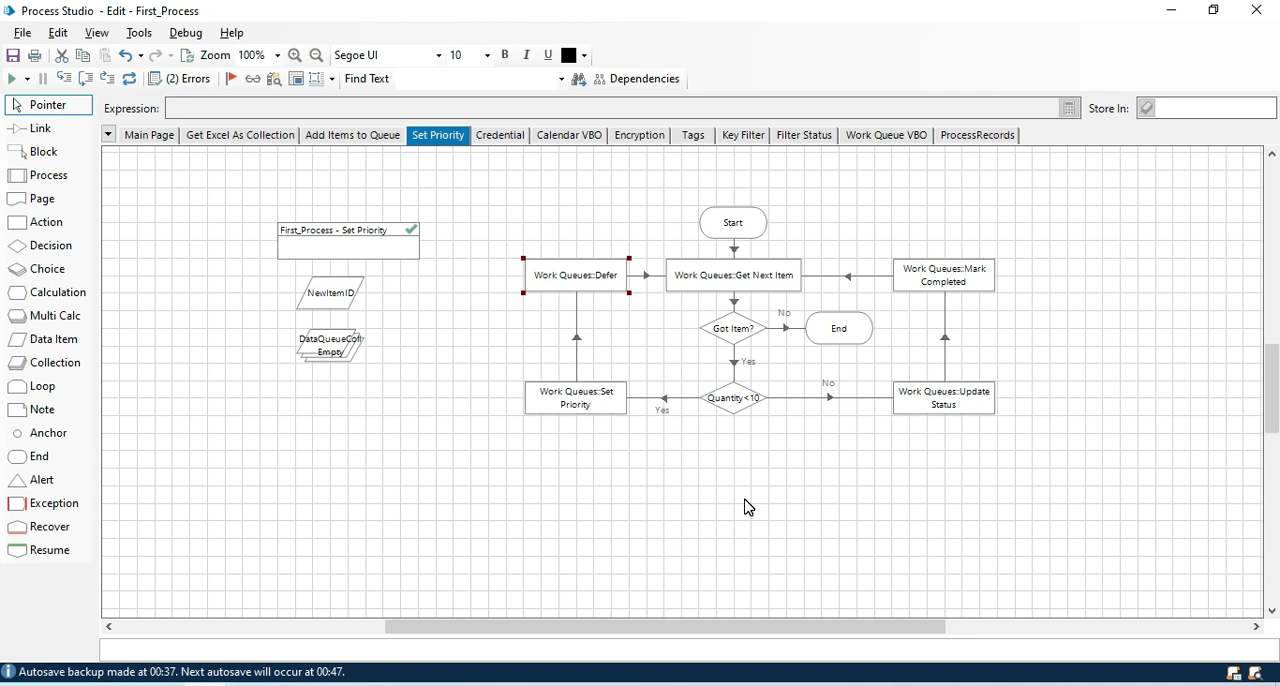 Process Studio - Edit - First_Process
File Edit View Tools Debug Help
Zoom 100% Segoe UI 10 B I U
(2) Errors Find Text Dependencies
Pointer
Link
Block
Process
Page
Action
Decision
Choice
Calculation
Multi Calc
Data Item
Collection
Loop
Note
Anchor
End
Alert
Exception
Recover
Resume
Expression: Store In:
Main Page Get Excel As Collection Add Items to Queue Set Priority Credential Calendar VBO Encryption Tags Key Filter Filter Status Work Queue VBO ProcessRecords
First_Process - Set Priority
NewItemID
DataQueueColl
Empty
Start
Work Queues::Defer
Work Queues::Get Next Item
Work Queues::Mark
Completed
Got Item?
No
End
Yes
Work Queues::Set
Priority
Yes
Quantity<10
No
Work Queues::Update
Status
Autosave backup made at 00:37. Next autosave will occur at 00:47.